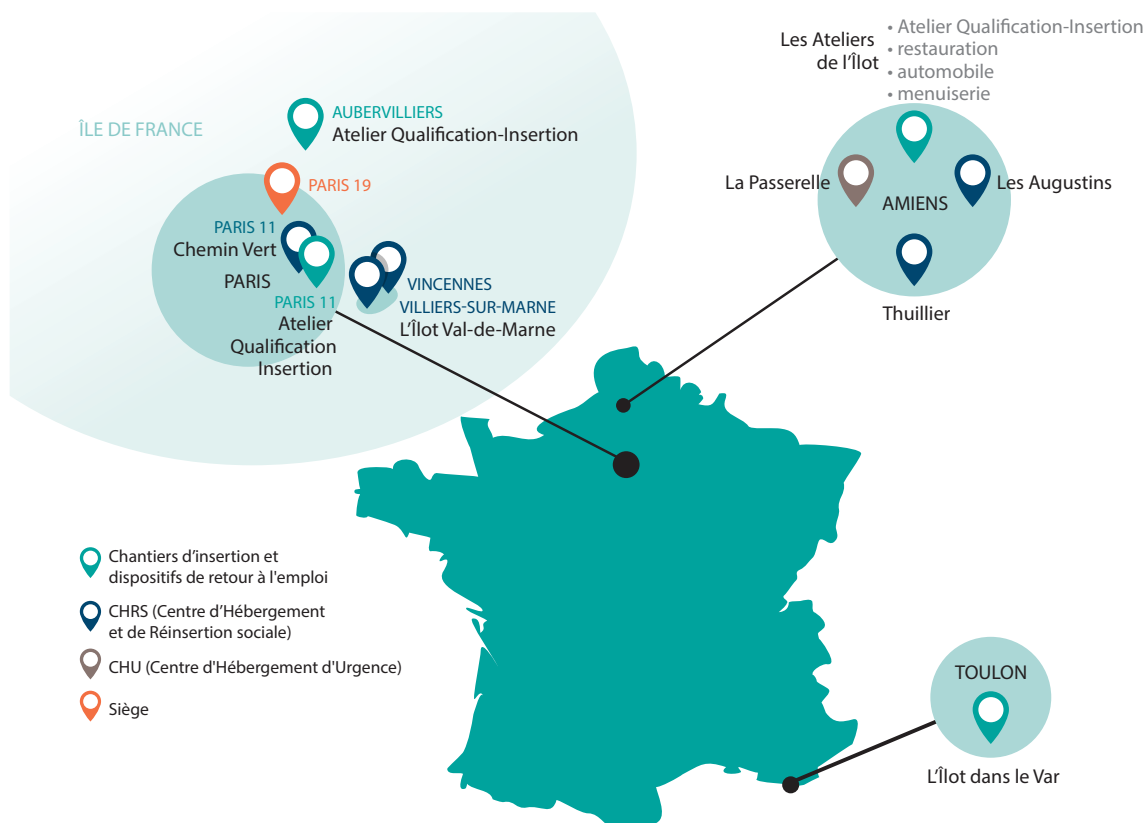 ÎLE DE FRANCE
AUBERVILLIERS
Atelier Qualification-Insertion
PARIS 19
PARIS 11
Chemin Vert
PARIS
PARIS 11
Atelier
Qualification
Insertion
VINCENNES
VILLIERS-SUR-MARNE
L'Îlot Val-de-Marne
Les Ateliers
de l'Îlot
• Atelier Qualification-Insertion
• restauration
• automobile
• menuiserie
La Passerelle
AMIENS
Les Augustins
Thuillier
Chantiers d'insertion et
dispositifs de retour à l'emploi
CHRS (Centre d'Hébergement
et de Réinsertion sociale)
CHU (Centre d'Hébergement d'Urgence)
Siège
TOULON
L'Îlot dans le Var